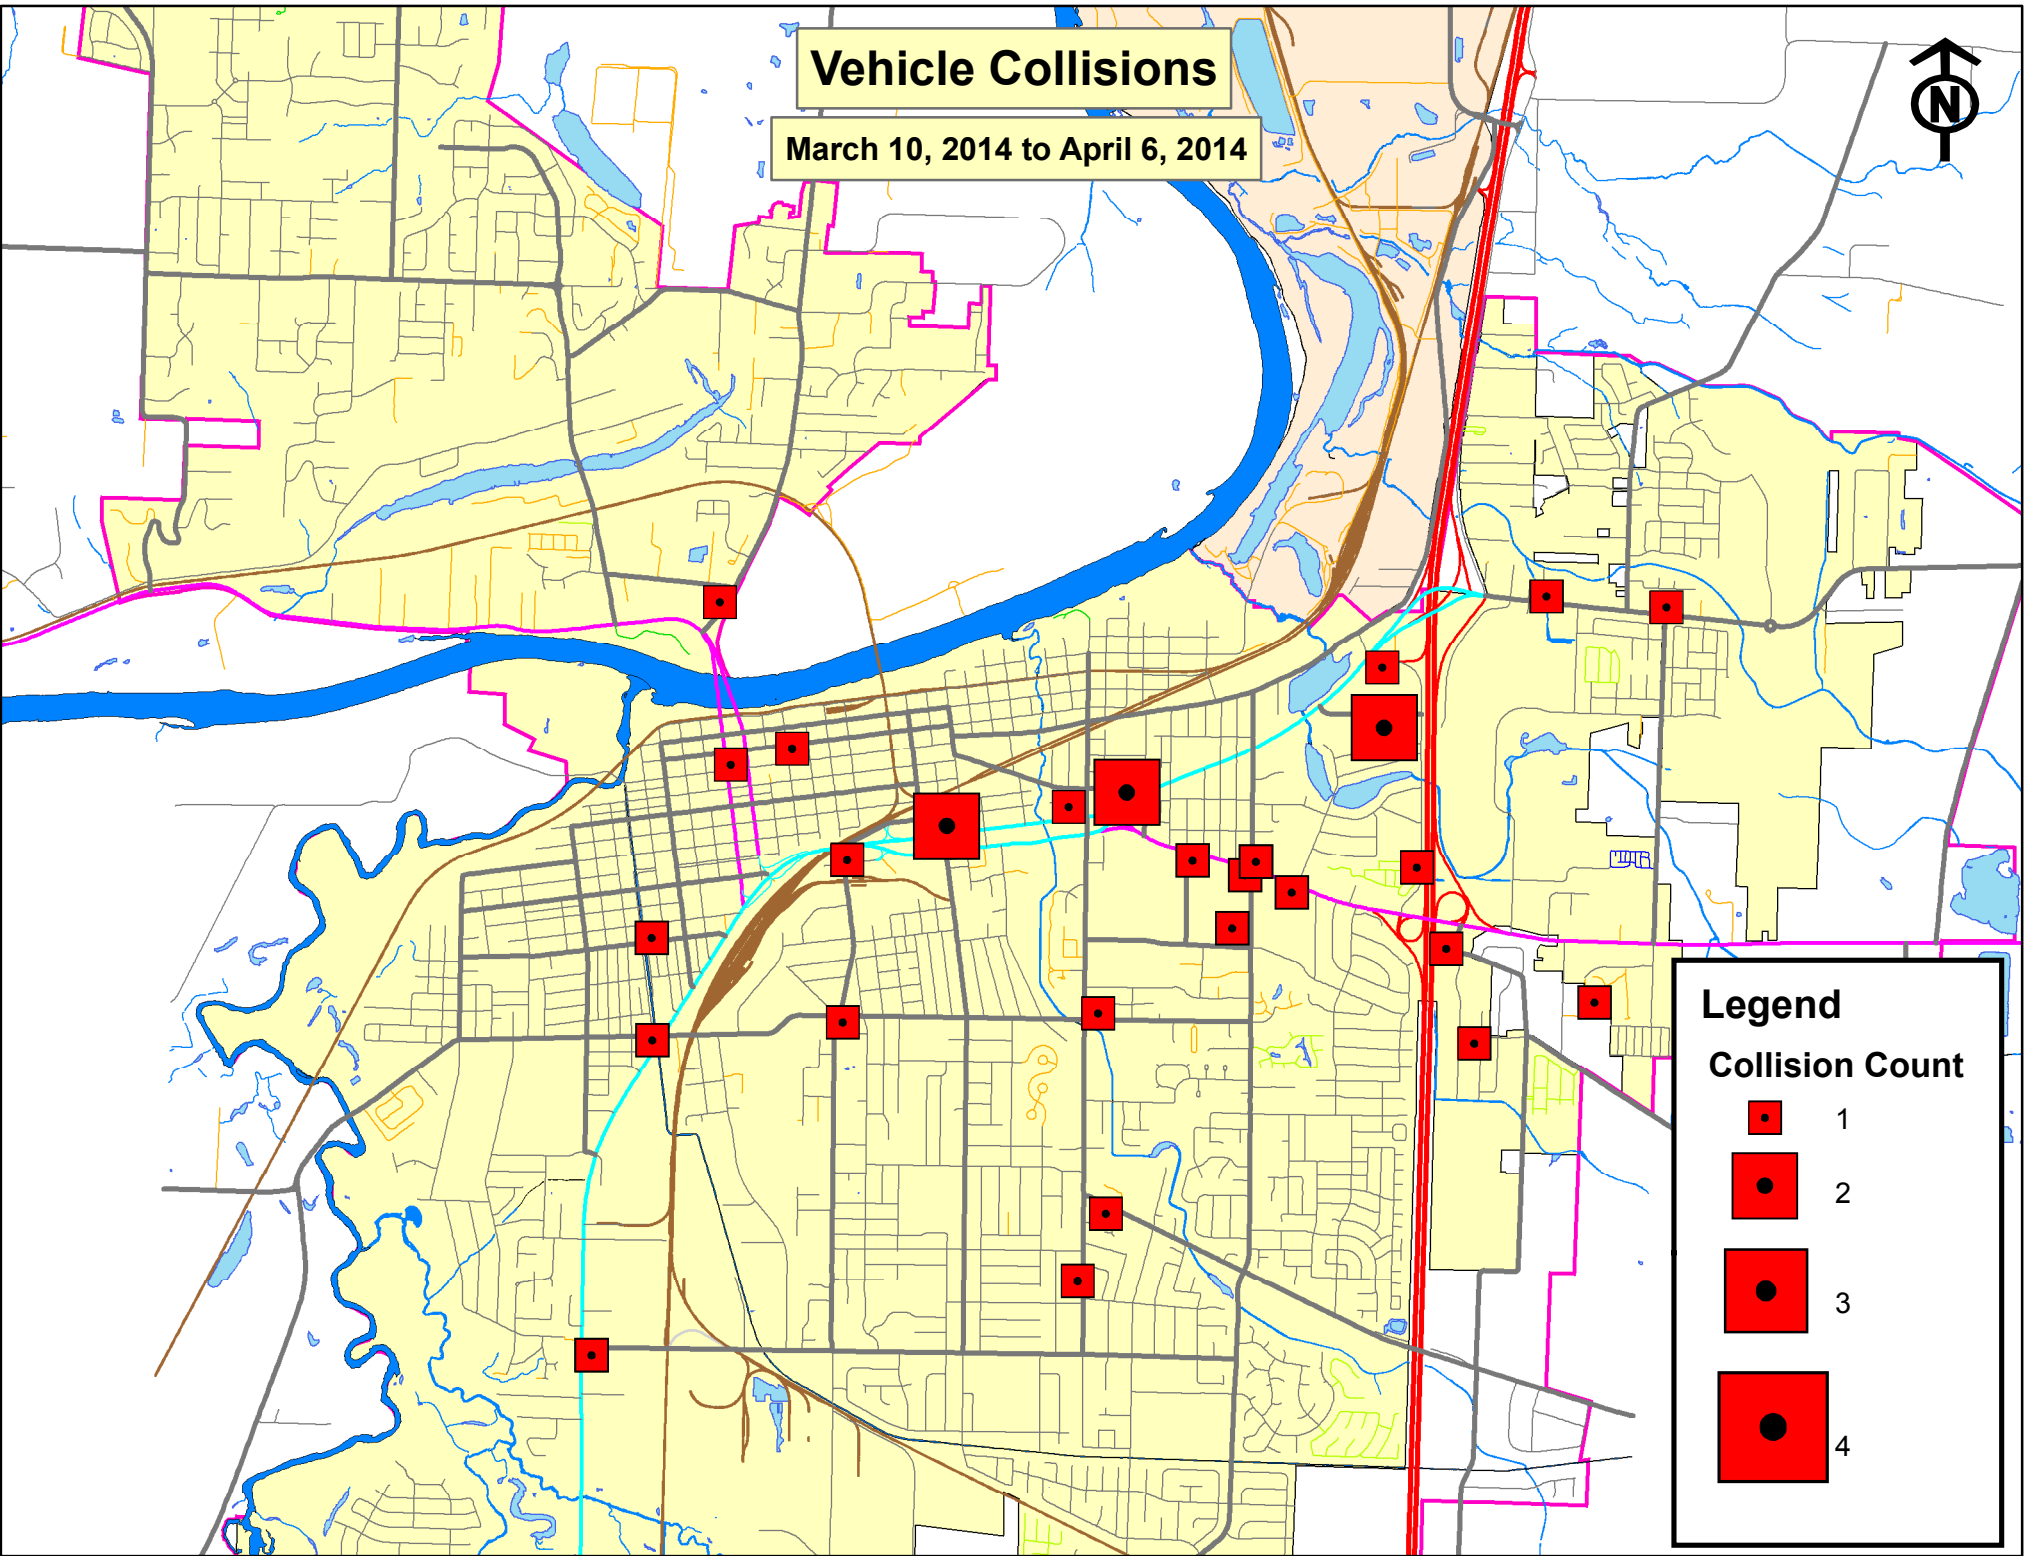 Vehicle Collisions
March 10, 2014 to April 6, 2014
N
Legend
Collision Count
1
2
3
4